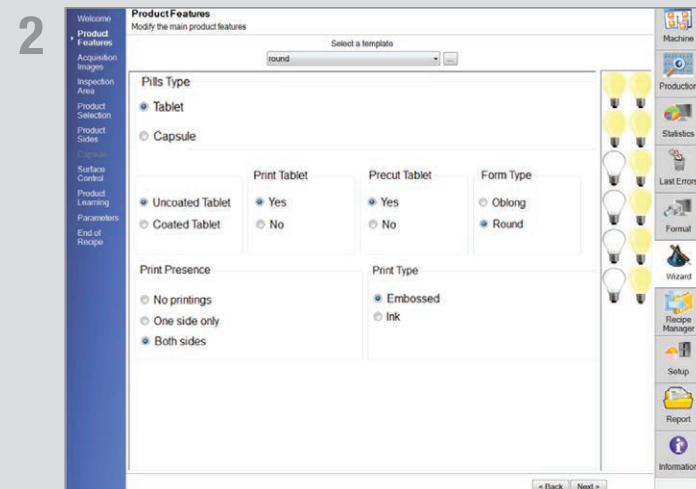 2
Welcome
Product
Features
Acquisition
Images
Inspection
Area
Product
Selection
Product
Sides
Capsule
Surface
Control
Product
Learning
Parameters
End of
Recipe
Product Features
Modify the main product features
Select a template
round
...
Pills Type
Tablet
Capsule
Print Tablet
Precut Tablet
Form Type
Uncoated Tablet
Yes
Yes
Oblong
Coated Tablet
No
No
Round
Print Presence
Print Type
No printings
Embossed
One side only
Ink
Both sides
< Back
Next >
Machine
Production
Statistics
Last Errors
Format
Wizard
Recipe
Manager
Setup
Report
Information